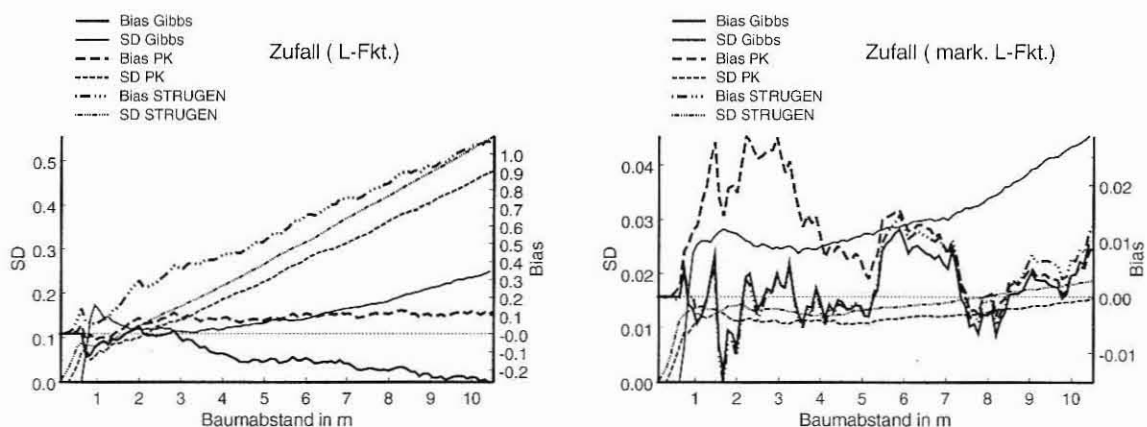 Bias Gibbs
SD Gibbs
Bias PK
SD PK
Bias STRUGEN
SD STRUGEN
Zufall ( L-Fkt.)
0.5
0.4
0.3
0.2
0.1
0.0
SD
1.0
0.9
0.8
0.7
0.6
0.5
0.4
0.3
0.2
0.1
-0.0
-0.1
-0.2
Bias
1 2 3 4 5 6 7 8 9 10
Baumabstand in m
Bias Gibbs
SD Gibbs
Bias PK
SD PK
Bias STRUGEN
SD STRUGEN
Zufall ( mark. L-Fkt.)
0.04
0.03
0.02
0.01
0.00
SD
0.02
0.01
0.00
-0.01
Bias
1 2 3 4 5 6 7 8 9 10
Baumabstand in m